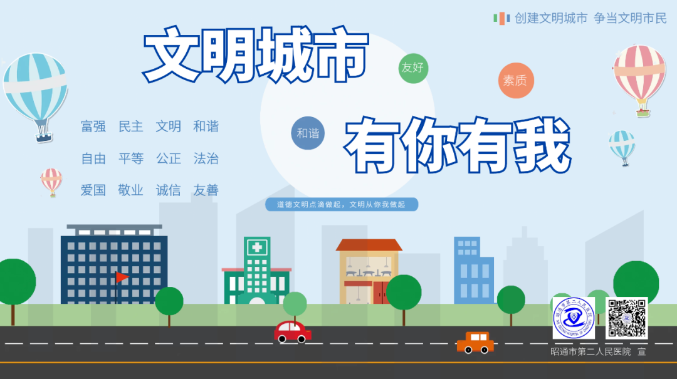 创建文明城市 争当文明市民
文明城市
友好
素质
富强 民主 文明 和谐
和谐
有你有我
自由 平等 公正 法治
爱国 敬业 诚信 友善
道德文明点滴做起，文明从你我做起
昭通市第二人民医院 宣